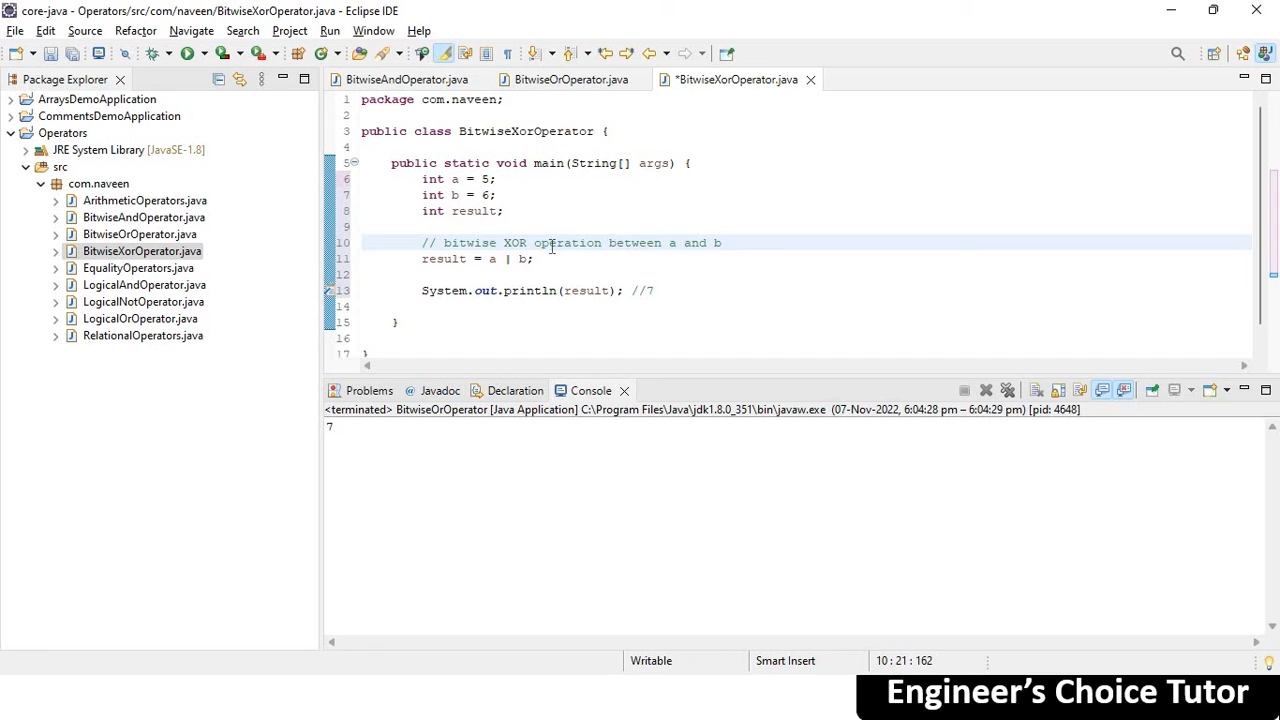 core-java - Operators/src/com/naveen/BitwiseXorOperator.java - Eclipse IDE
File Edit Source Refactor Navigate Search Project Run Window Help
Package Explorer
ArraysDemoApplication
CommentsDemoApplication
Operators
JRE System Library [JavaSE-1.8]
src
com.naveen
ArithmeticOperators.java
BitwiseAndOperator.java
BitwiseOrOperator.java
BitwiseXorOperator.java
EqualityOperators.java
LogicalAndOperator.java
LogicalNotOperator.java
LogicalOrOperator.java
RelationalOperators.java
BitwiseAndOperator.java BitwiseOrOperator.java *BitwiseXorOperator.java
1 package com.naveen;
2
3 public class BitwiseXorOperator {
4
5 public static void main(String[] args) {
6 int a = 5;
7 int b = 6;
8 int result;
9
10 // bitwise XOR operation between a and b
11 result = a | b;
12
13 System.out.println(result); //7
14
15 }
16
17 }
Problems Javadoc Declaration Console
<terminated> BitwiseOrOperator [Java Application] C:\Program Files\Java\jdk1.8.0_351\bin\javaw.exe (07-Nov-2022, 6:04:28 pm – 6:04:29 pm) [pid: 4648]
7
Writable Smart Insert 10 : 21 : 162
Engineer's Choice Tutor